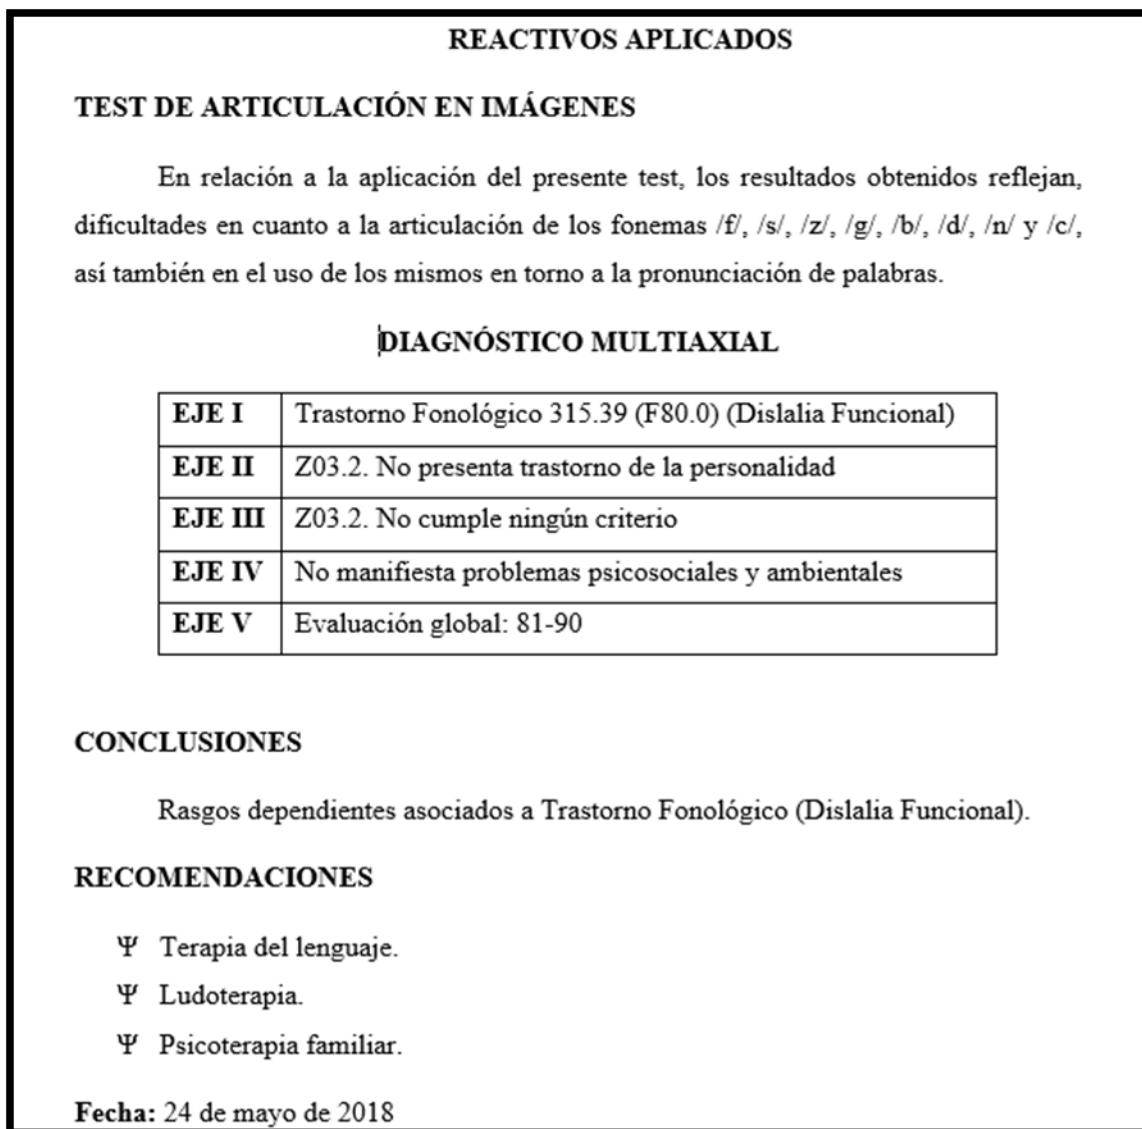 REACTIVOS APLICADOS
TEST DE ARTICULACIÓN EN IMÁGENES
En relación a la aplicación del presente test, los resultados obtenidos reflejan,
dificultades en cuanto a la articulación de los fonemas /f/, /s/, /z/, /g/, /b/, /d/, /n/ y /c/,
así también en el uso de los mismos en torno a la pronunciación de palabras.
DIAGNÓSTICO MULTIAXIAL
EJE I Trastorno Fonológico 315.39 (F80.0) (Dislalia Funcional)
EJE II Z03.2. No presenta trastorno de la personalidad
EJE III Z03.2. No cumple ningún criterio
EJE IV No manifiesta problemas psicosociales y ambientales
EJE V Evaluación global: 81-90
CONCLUSIONES
Rasgos dependientes asociados a Trastorno Fonológico (Dislalia Funcional).
RECOMENDACIONES
Ψ Terapia del lenguaje.
Ψ Ludoterapia.
Ψ Psicoterapia familiar.
Fecha: 24 de mayo de 2018